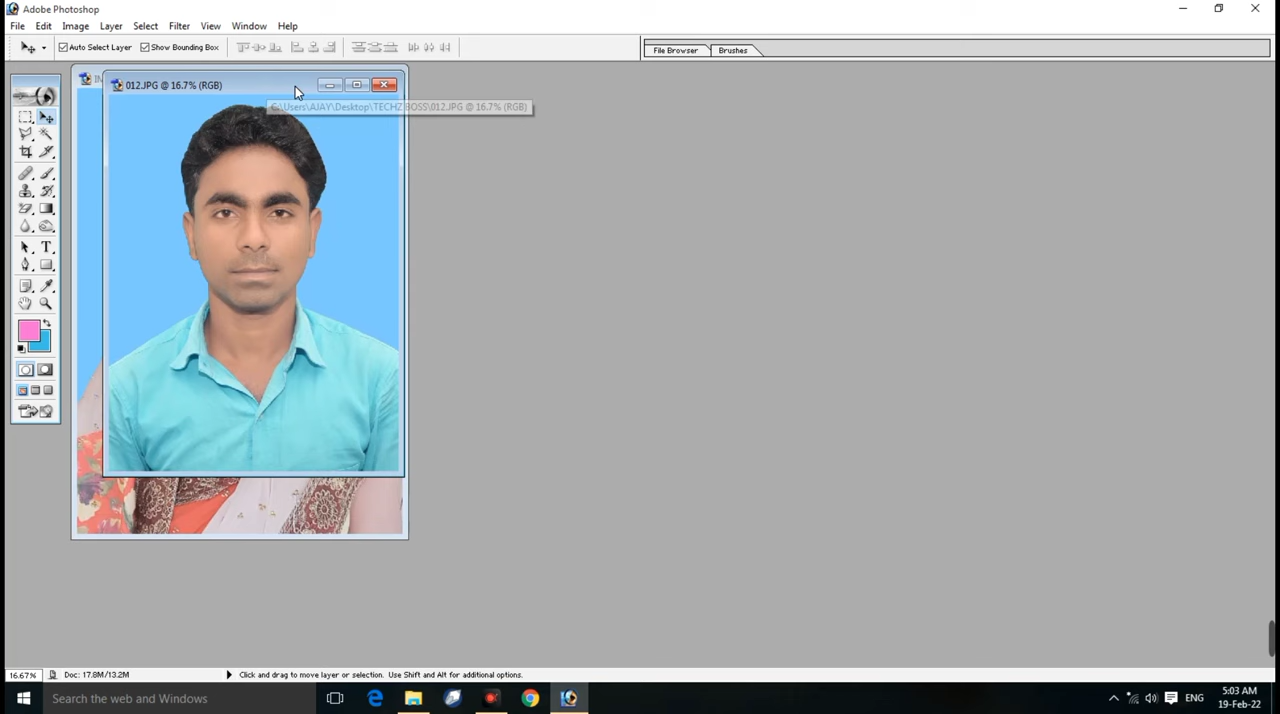 Adobe Photoshop
File Edit Image Layer Select Filter View Window Help
Auto Select Layer Show Bounding Box
File Browser Brushes
012.JPG @ 16.7% (RGB)
C:\Users\AJAY\Desktop\TECHZ BOSS\012.JPG @ 16.7% (RGB)
T
16.67% Doc: 17.8M/13.2M Click and drag to move layer or selection. Use Shift and Alt for additional options.
Search the web and Windows
ENG
5:03 AM
19-Feb-22